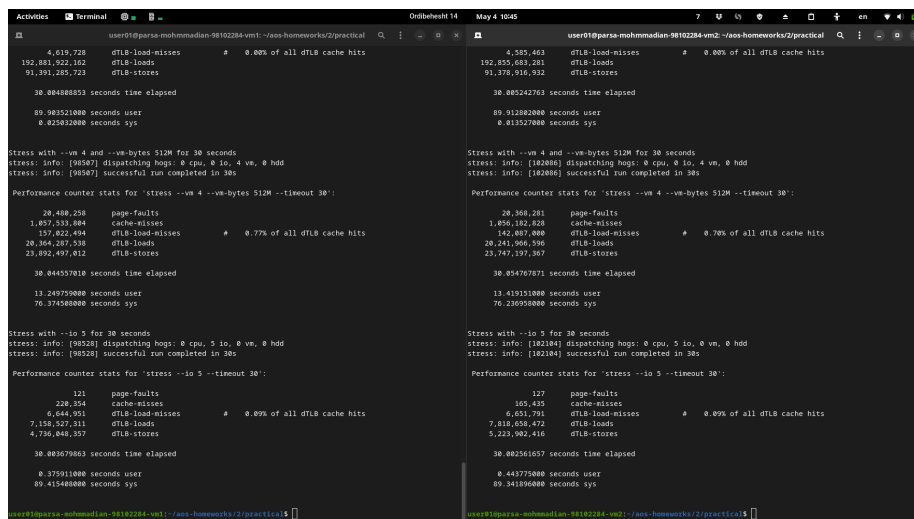 Activities Terminal Ordibehesht 14 May 4 10:45 7 en
user01@parsa-mohmmadian-98102284-vm1: ~/aos-homeworks/2/practical
4,619,728 dTLB-load-misses # 0.00% of all dTLB cache hits
192,881,922,162 dTLB-loads
91,391,285,723 dTLB-stores
30.004808853 seconds time elapsed
89.903521000 seconds user
0.025032000 seconds sys
Stress with --vm 4 and --vm-bytes 512M for 30 seconds
stress: info: [98507] dispatching hogs: 0 cpu, 0 io, 4 vm, 0 hdd
stress: info: [98507] successful run completed in 30s
Performance counter stats for 'stress --vm 4 --vm-bytes 512M --timeout 30':
20,480,258 page-faults
1,057,533,804 cache-misses
157,022,494 dTLB-load-misses # 0.77% of all dTLB cache hits
20,364,287,538 dTLB-loads
23,892,497,012 dTLB-stores
30.044557010 seconds time elapsed
13.249759000 seconds user
76.374508000 seconds sys
Stress with --io 5 for 30 seconds
stress: info: [98528] dispatching hogs: 0 cpu, 5 io, 0 vm, 0 hdd
stress: info: [98528] successful run completed in 30s
Performance counter stats for 'stress --io 5 --timeout 30':
121 page-faults
220,354 cache-misses
6,644,951 dTLB-load-misses # 0.09% of all dTLB cache hits
7,158,527,311 dTLB-loads
4,736,048,357 dTLB-stores
30.003679863 seconds time elapsed
0.375911000 seconds user
89.415408000 seconds sys
user01@parsa-mohmmadian-98102284-vm1:~/aos-homeworks/2/practical$
user01@parsa-mohmmadian-98102284-vm2: ~/aos-homeworks/2/practical
4,585,463 dTLB-load-misses # 0.00% of all dTLB cache hits
192,855,683,281 dTLB-loads
91,378,916,932 dTLB-stores
30.005242763 seconds time elapsed
89.912802000 seconds user
0.013527000 seconds sys
Stress with --vm 4 and --vm-bytes 512M for 30 seconds
stress: info: [102086] dispatching hogs: 0 cpu, 0 io, 4 vm, 0 hdd
stress: info: [102086] successful run completed in 30s
Performance counter stats for 'stress --vm 4 --vm-bytes 512M --timeout 30':
20,368,281 page-faults
1,056,182,828 cache-misses
142,087,000 dTLB-load-misses # 0.70% of all dTLB cache hits
20,241,966,596 dTLB-loads
23,747,197,367 dTLB-stores
30.054767871 seconds time elapsed
13.419151000 seconds user
76.236958000 seconds sys
Stress with --io 5 for 30 seconds
stress: info: [102104] dispatching hogs: 0 cpu, 5 io, 0 vm, 0 hdd
stress: info: [102104] successful run completed in 30s
Performance counter stats for 'stress --io 5 --timeout 30':
127 page-faults
165,435 cache-misses
6,651,791 dTLB-load-misses # 0.09% of all dTLB cache hits
7,818,658,472 dTLB-loads
5,223,902,416 dTLB-stores
30.002561657 seconds time elapsed
0.443775000 seconds user
89.341896000 seconds sys
user01@parsa-mohmmadian-98102284-vm2:~/aos-homeworks/2/practical$